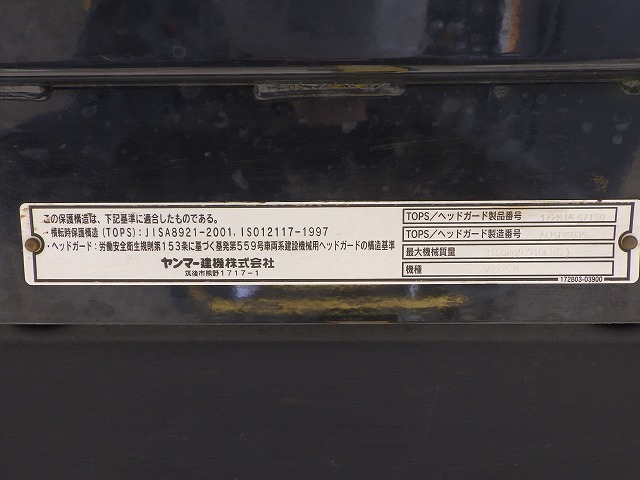 この保護構造は、下記基準に適合したものである。
・横転時保護構造(TOPS):JISA8921-2001,ISO12117-1997
・ヘッドガード:労働安全衛生規則第153条に基づく基発第559号車両系建設機械用ヘッドガードの構造基準
ヤンマー建機株式会社
筑後市熊野1717-1
TOPS/ヘッドガード製品番号
TOPS/ヘッドガード製造番号
最大機械質量
機種
172B03-03900